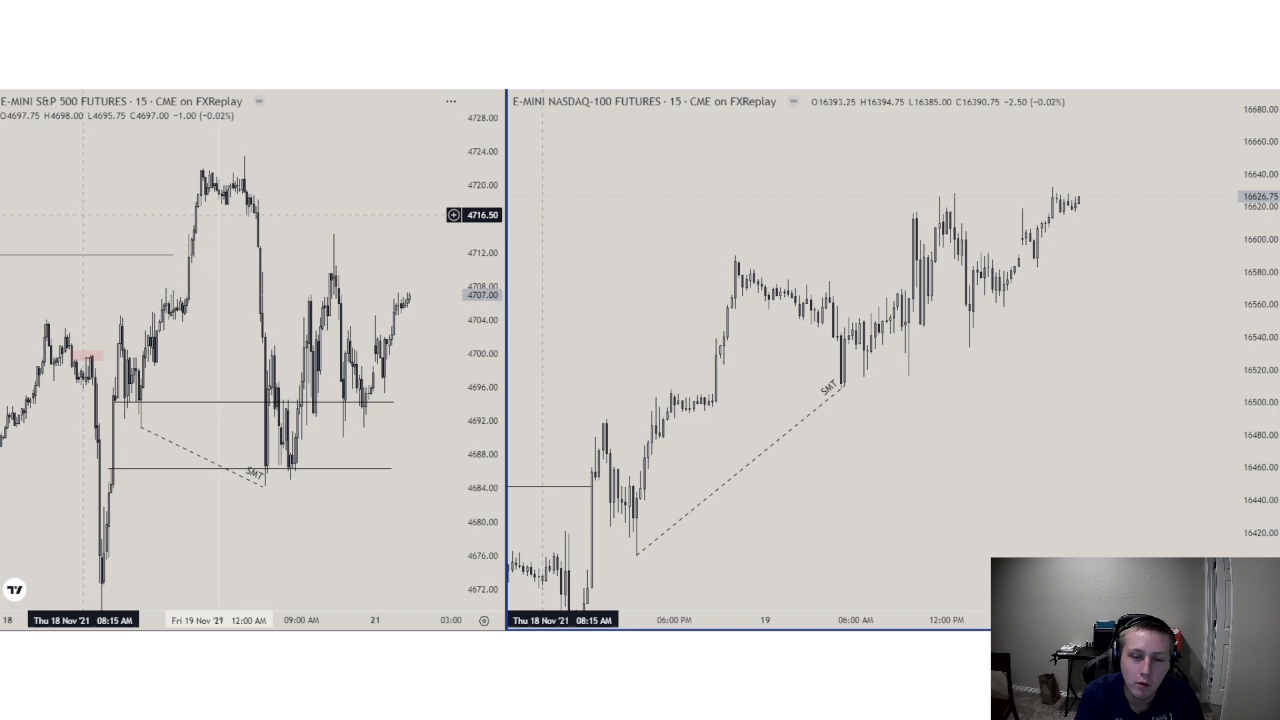 E-MINI S&P 500 FUTURES · 15 · CME on FXReplay
O4697.75 H4698.00 L4695.75 C4697.00 −1.00 (−0.02%)
4728.00
4724.00
4720.00
4716.50
4712.00
4708.00
4707.00
4704.00
4700.00
4696.00
4692.00
4688.00
4684.00
4680.00
4676.00
4672.00
SMT
18
Thu 18 Nov '21 08:15 AM
Fri 19 Nov '21 12:00 AM
09:00 AM
21
03:00
E-MINI NASDAQ-100 FUTURES · 15 · CME on FXReplay
O16393.25 H16394.75 L16385.00 C16390.75 −2.50 (−0.02%)
16680.00
16660.00
16640.00
16626.75
16620.00
16600.00
16580.00
16560.00
16540.00
16520.00
16500.00
16480.00
16460.00
16440.00
16420.00
SMT
Thu 18 Nov '21 08:15 AM
06:00 PM
19
06:00 AM
12:00 PM